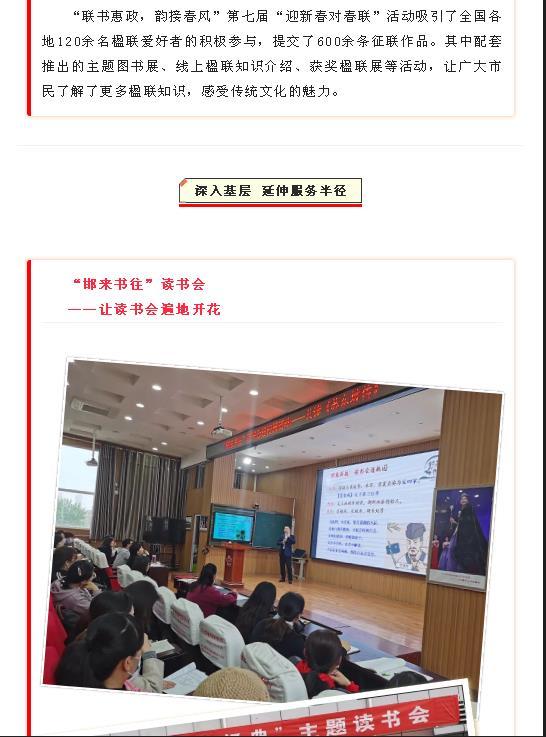 “联书惠政，韵接春风”第七届“迎新春对春联”活动吸引了全国各
地120余名楹联爱好者的积极参与，提交了600余条征联作品。其中配套
推出的主题图书展、线上楹联知识介绍、获奖楹联展等活动，让广大市
民了解了更多楹联知识，感受传统文化的魅力。
深入基层 延伸服务半径
“邯来书往”读书会
——让读书会遍地开花
”主题读书会